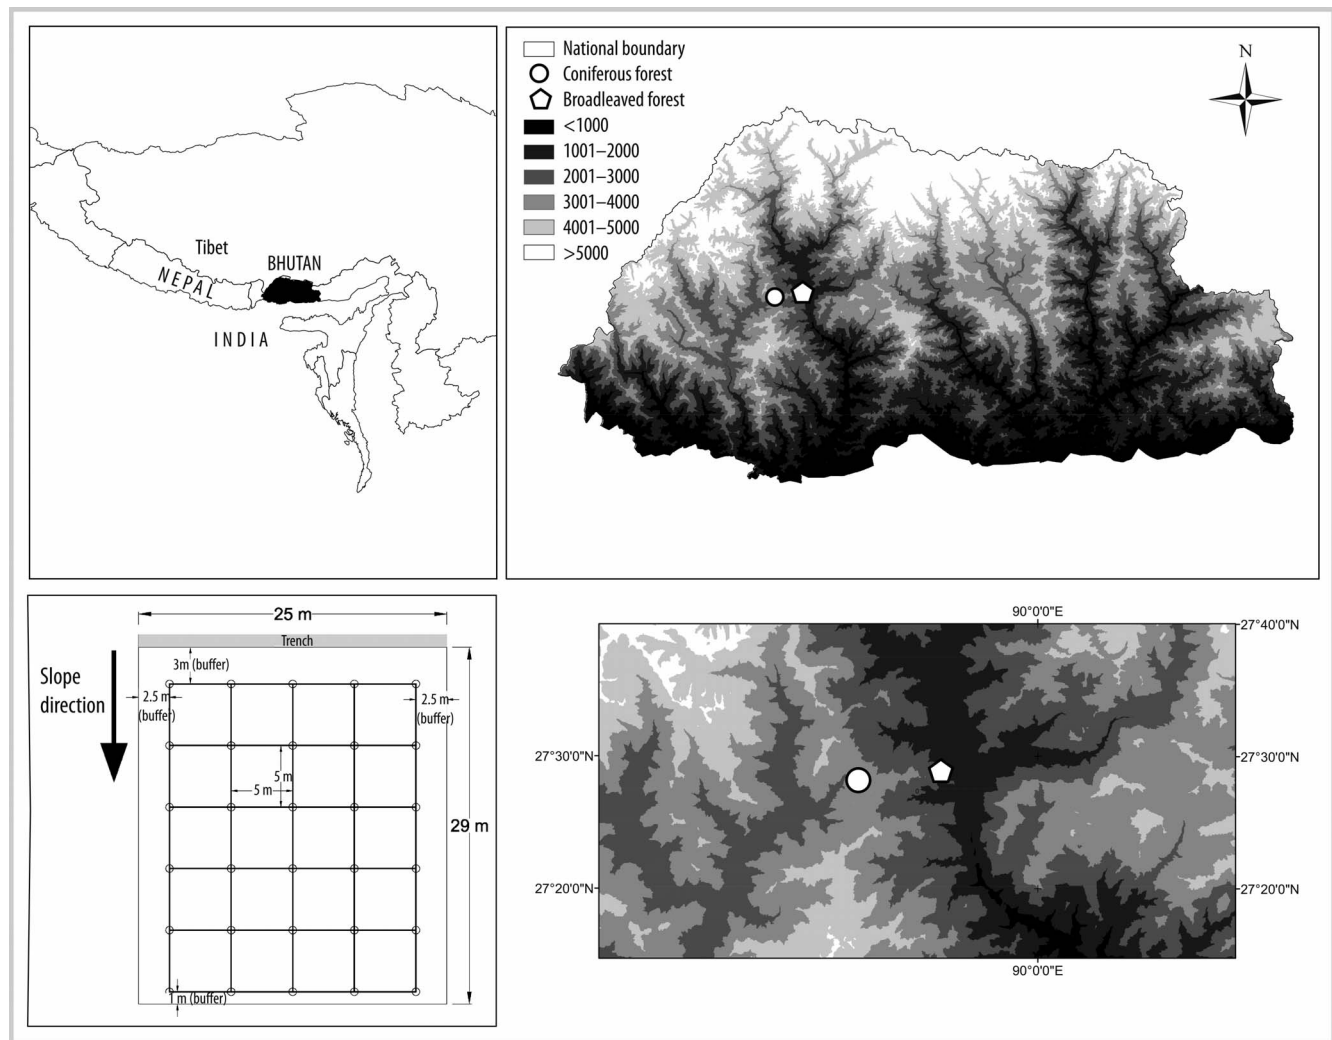 Tibet
BHUTAN
NEPAL
INDIA
National boundary
Coniferous forest
Broadleaved forest
<1000
1001–2000
2001–3000
3001–4000
4001–5000
>5000
N
25 m
Trench
Slope
direction
3m (buffer)
2.5 m
(buffer)
2.5 m
(buffer)
5 m
5 m
29 m
1 m (buffer)
90°0'0"E
27°40'0"N
27°30'0"N
27°30'0"N
27°20'0"N
27°20'0"N
90°0'0"E